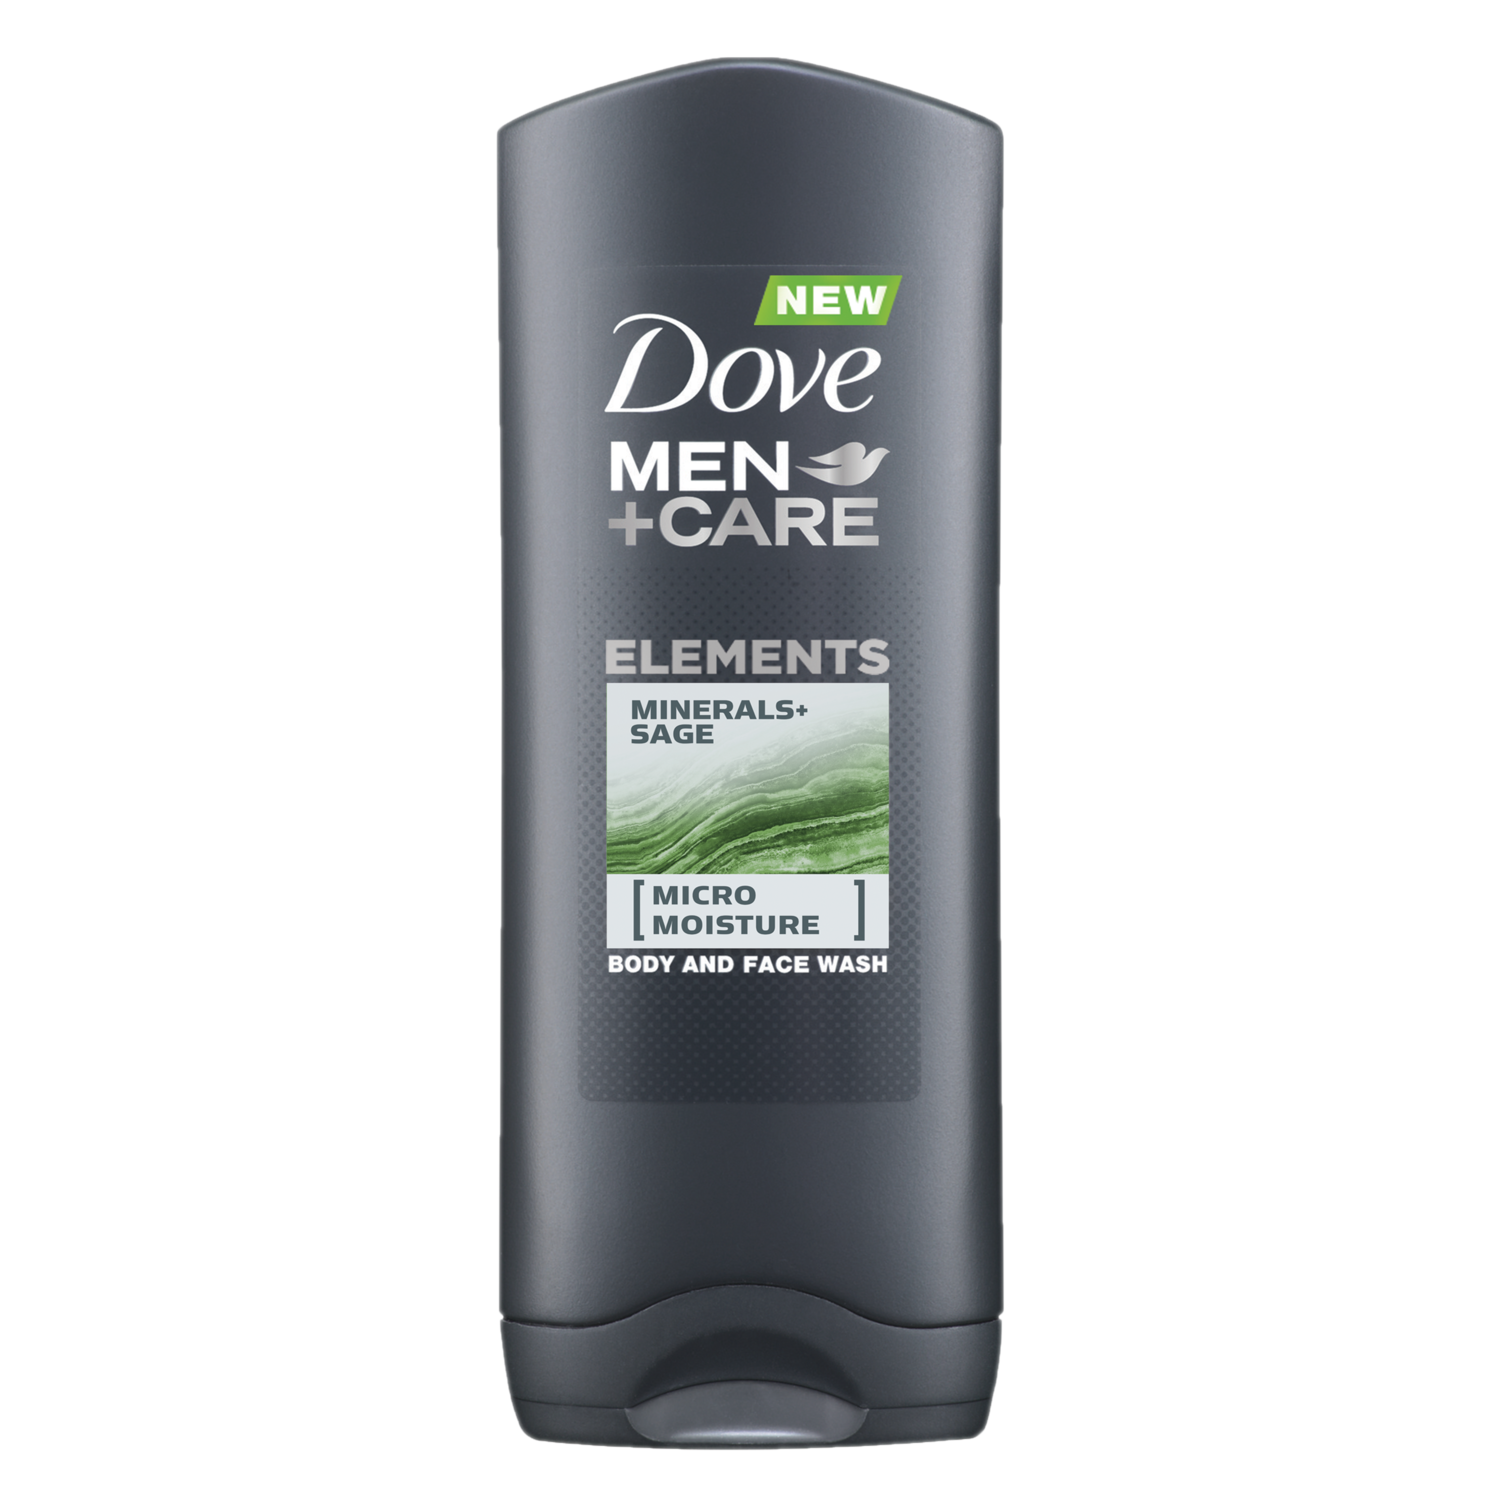 NEW
Dove
MEN
+CARE
ELEMENTS
MINERALS+
SAGE
[MICRO
MOISTURE]
BODY AND FACE WASH